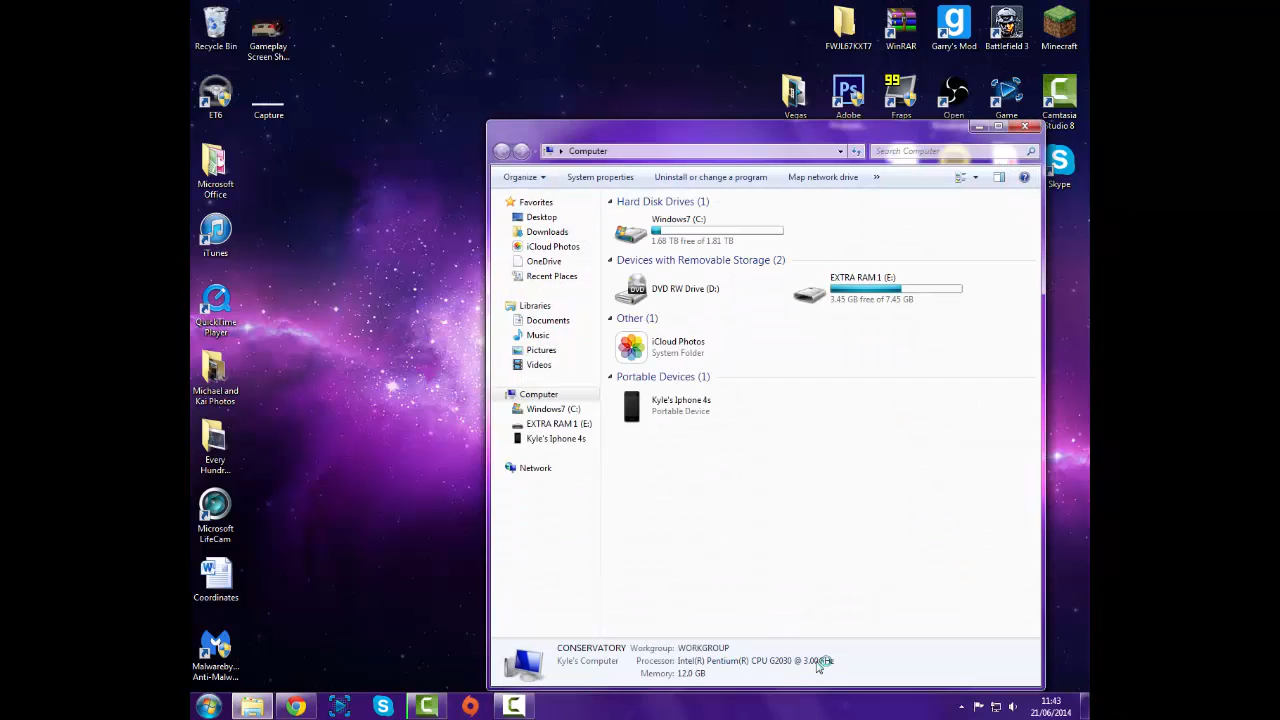 Recycle Bin
Gameplay
Screen Sh...
FWJL67KXT7
WinRAR
Garry's Mod
Battlefield 3
Minecraft
ET6
Capture
99
Vegas
Ps
Adobe
Fraps
Open
Game
Camtasia
Studio 8
Microsoft
Office
iTunes
QuickTime
Player
Michael and
Kai Photos
Every
Hundr...
Microsoft
LifeCam
Coordinates
Malwareby...
Anti-Malw...
Skype
Computer
Search Computer
Organize
System properties
Uninstall or change a program
Map network drive
»
Favorites
Desktop
Downloads
iCloud Photos
OneDrive
Recent Places
Libraries
Documents
Music
Pictures
Videos
Computer
Windows7 (C:)
EXTRA RAM 1 (E:)
Kyle's Iphone 4s
Network
Hard Disk Drives (1)
Windows7 (C:)
1.68 TB free of 1.81 TB
Devices with Removable Storage (2)
DVD
DVD RW Drive (D:)
EXTRA RAM 1 (E:)
3.45 GB free of 7.45 GB
Other (1)
iCloud Photos
System Folder
Portable Devices (1)
Kyle's Iphone 4s
Portable Device
CONSERVATORY Workgroup: WORKGROUP
Kyle's Computer Processor: Intel(R) Pentium(R) CPU G2030 @
Memory: 12.0 GB
11:43
21/06/2014